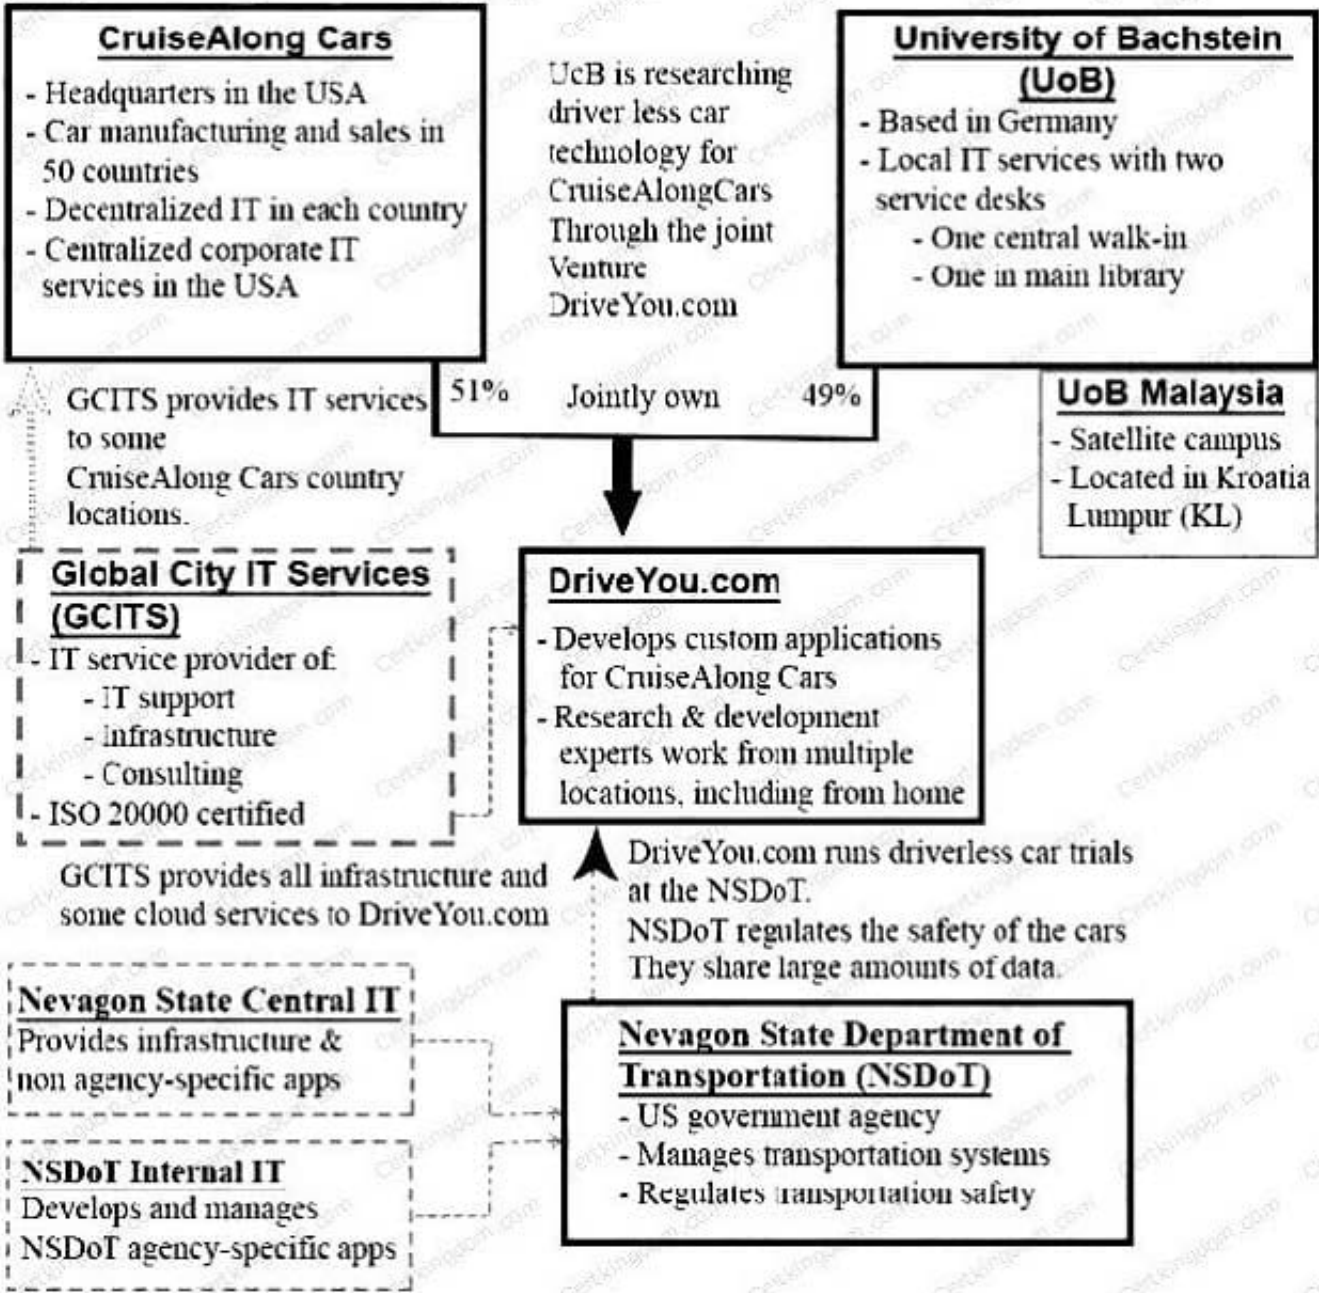 CruiseAlong Cars
- Headquarters in the USA
- Car manufacturing and sales in
50 countries
- Decentralized IT in each country
- Centralized corporate IT
services in the USA
UcB is researching
driver less car
technology for
CruiseAlongCars
Through the joint
Venture
DriveYou.com
University of Bachstein
(UoB)
- Based in Germany
- Local IT services with two
service desks
- One central walk-in
- One in main library
51% Jointly own 49%
UoB Malaysia
- Satellite campus
- Located in Kroatia
Lumpur (KL)
GCITS provides IT services
to some
CruiseAlong Cars country
locations.
Global City IT Services
(GCITS)
- IT service provider of:
- IT support
- Infrastructure
- Consulting
- ISO 20000 certified
DriveYou.com
- Develops custom applications
for CruiseAlong Cars
- Research & development
experts work from multiple
locations, including from home
GCITS provides all infrastructure and
some cloud services to DriveYou.com
DriveYou.com runs driverless car trials
at the NSDoT.
NSDoT regulates the safety of the cars
They share large amounts of data.
Nevagon State Central IT
Provides infrastructure &
non agency-specific apps
NSDoT Internal IT
Develops and manages
NSDoT agency-specific apps
Nevagon State Department of
Transportation (NSDoT)
- US government agency
- Manages transportation systems
- Regulates transportation safety
Certkingdom.com